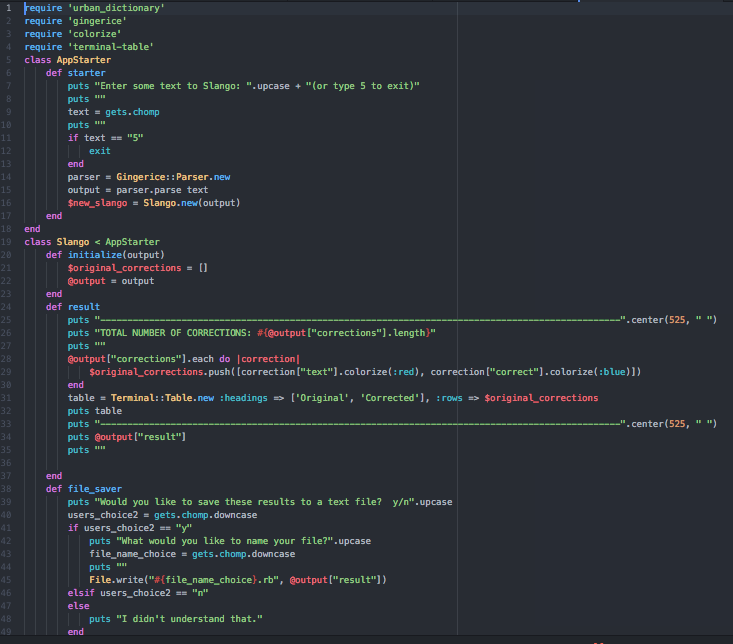 1 require 'urban_dictionary'
2 require 'gingerice'
3 require 'colorize'
4 require 'terminal-table'
5 class AppStarter
6 def starter
7 puts "Enter some text to Slango: ".upcase + "(or type 5 to exit)"
8 puts ""
9 text = gets.chomp
10 puts ""
11 if text == "5"
12 exit
13 end
14 parser = Gingerice::Parser.new
15 output = parser.parse text
16 $new_slango = Slango.new(output)
17 end
18 end
19 class Slango < AppStarter
20 def initialize(output)
21 $original_corrections = []
22 @output = output
23 end
24 def result
25 puts "----------------------------------------------------------------------------------------------------".center(525, " ")
26 puts "TOTAL NUMBER OF CORRECTIONS: #{@output["corrections"].length}"
27 puts ""
28 @output["corrections"].each do |correction|
29 $original_corrections.push([correction["text"].colorize(:red), correction["correct"].colorize(:blue)])
30 end
31 table = Terminal::Table.new :headings => ['Original', 'Corrected'], :rows => $original_corrections
32 puts table
33 puts "----------------------------------------------------------------------------------------------------".center(525, " ")
34 puts @output["result"]
35 puts ""
36
37 end
38 def file_saver
39 puts "Would you like to save these results to a text file?  y/n".upcase
40 users_choice2 = gets.chomp.downcase
41 if users_choice2 == "y"
42 puts "What would you like to name your file?".upcase
43 file_name_choice = gets.chomp.downcase
44 puts ""
45 File.write("#{file_name_choice}.rb", @output["result"])
46 elsif users_choice2 == "n"
47 else
48 puts "I didn't understand that."
49 end